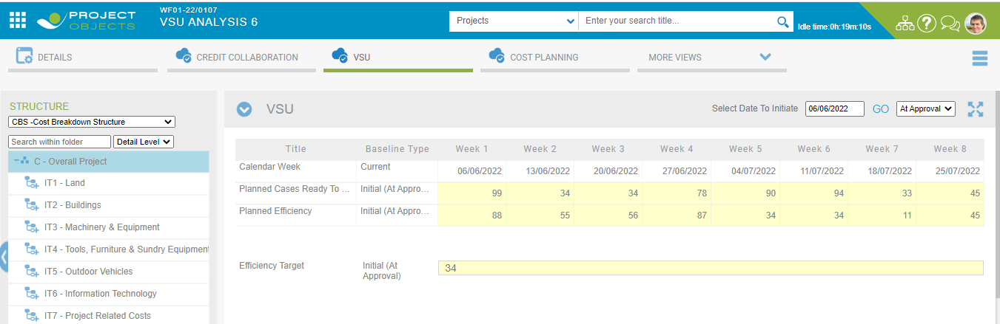 PROJECT
OBJECTS
WF01-22/0107
VSU ANALYSIS 6
Projects
Enter your search title...
Idle time:0h:19m:10s
?
DETAILS
CREDIT COLLABORATION
VSU
COST PLANNING
MORE VIEWS
STRUCTURE
CBS -Cost Breakdown Structure
Search within folder
Detail Level
C - Overall Project
IT1 - Land
IT2 - Buildings
IT3 - Machinery & Equipment
IT4 - Tools, Furniture & Sundry Equipment
IT5 - Outdoor Vehicles
IT6 - Information Technology
IT7 - Project Related Costs
VSU
Select Date To Initiate
06/06/2022
GO
At Approval
Title Baseline Type Week 1 Week 2 Week 3 Week 4 Week 5 Week 6 Week 7 Week 8
Calendar Week Current 06/06/2022 13/06/2022 20/06/2022 27/06/2022 04/07/2022 11/07/2022 18/07/2022 25/07/2022
Planned Cases Ready To ... Initial (At Appro... 99 34 34 78 90 94 33 45
Planned Efficiency Initial (At Appro... 88 55 56 87 34 34 11 45
Efficiency Target Initial (At 34
Approval)